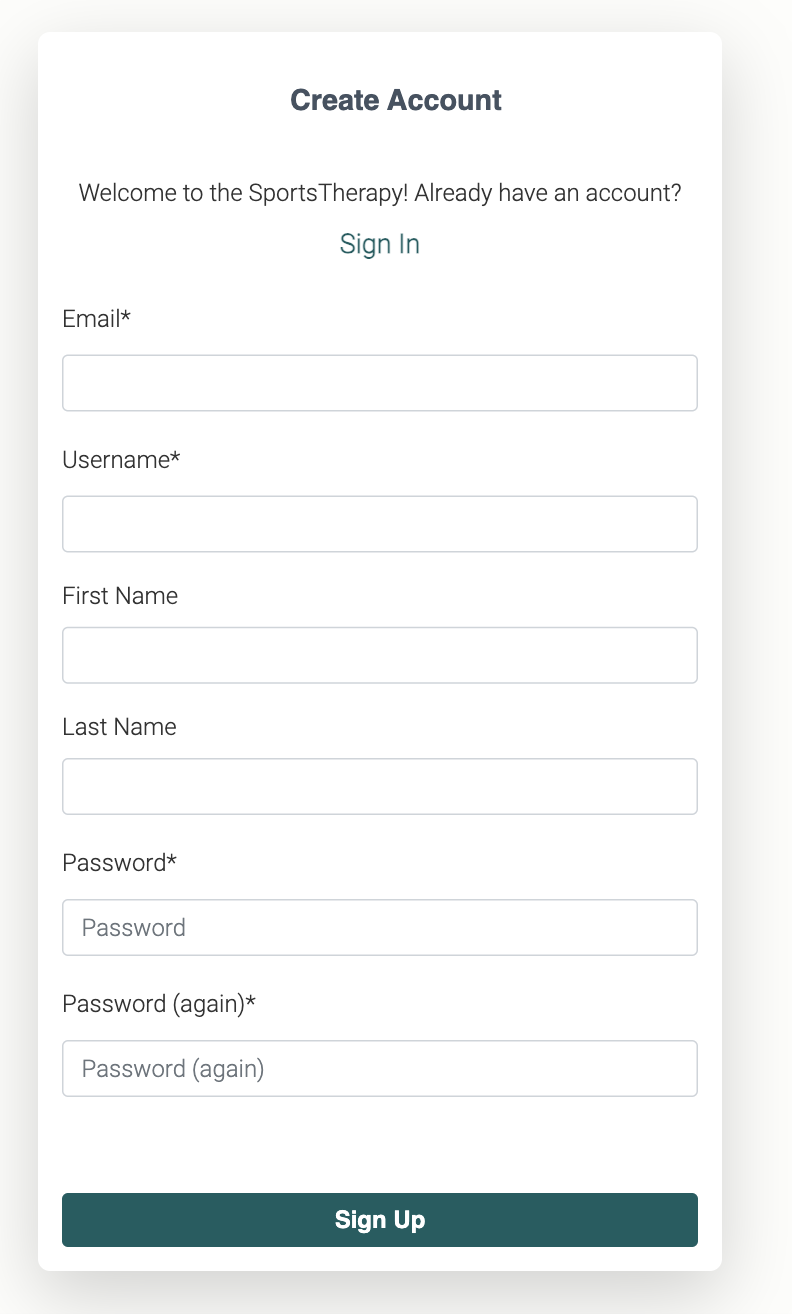 Create Account
Welcome to the SportsTherapy! Already have an account?
Sign In
Email*
Username*
First Name
Last Name
Password*
Password
Password (again)*
Password (again)
Sign Up